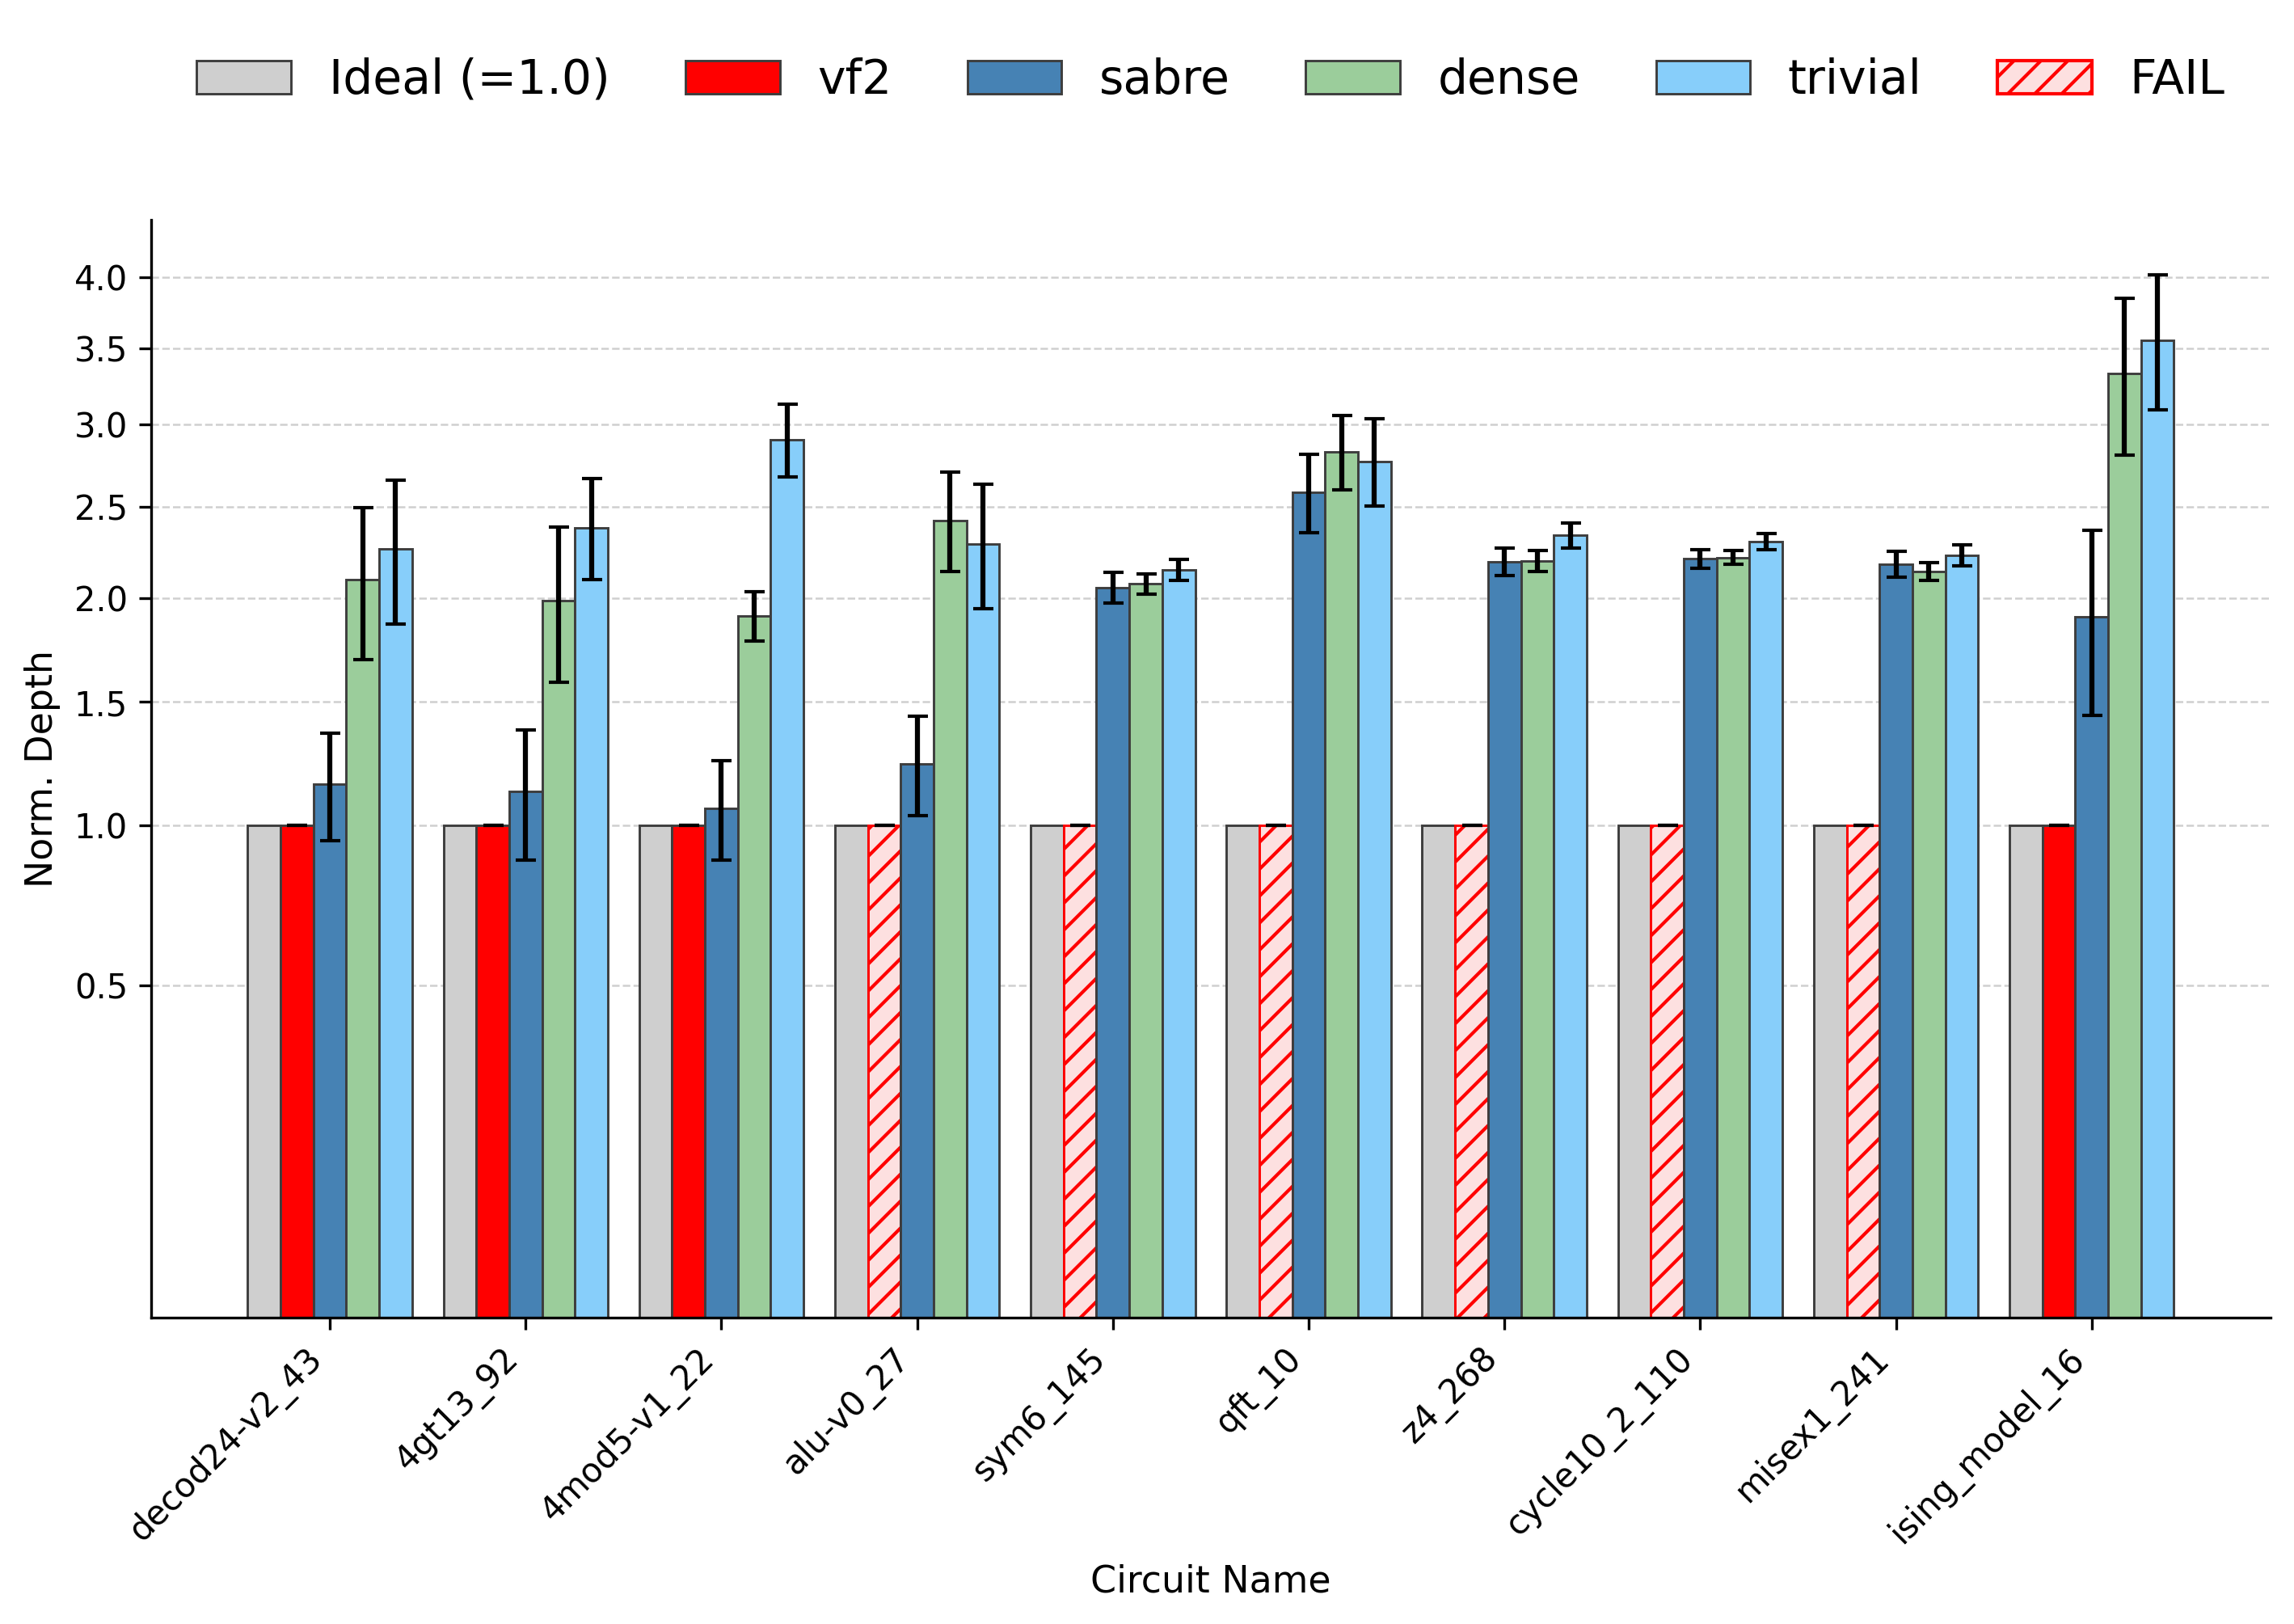 Ideal (=1.0) vf2 sabre dense trivial FAIL
4.0
3.5
3.0
2.5
2.0
1.5
1.0
0.5
Norm. Depth
decod24-v2_43
4gt13_92
4mod5-v1_22
alu-v0_27
sym6_145
qft_10
z4_268
cycle10_2_110
misex1_241
ising_model_16
Circuit Name